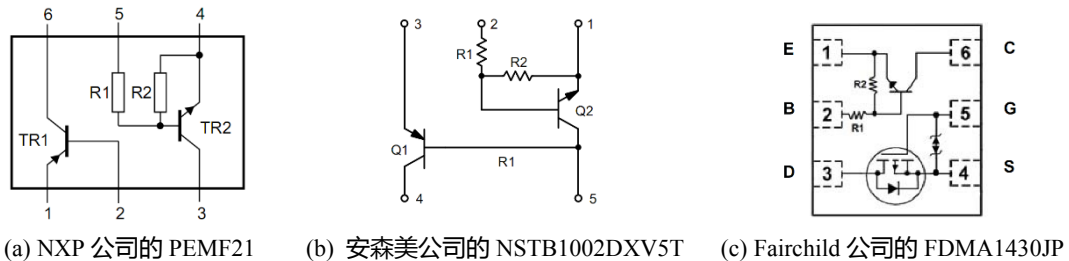 6 5 4
R1 R2
TR1 TR2
1 2 3
3 2 1
R1
R2
Q2
Q1
R1
4 5
E 1 6 C
R2
B 2 5 G
R1
D 3 4 S
(a) NXP 公司的 PEMF21
(b) 安森美公司的 NSTB1002DXV5T
(c) Fairchild 公司的 FDMA1430JP